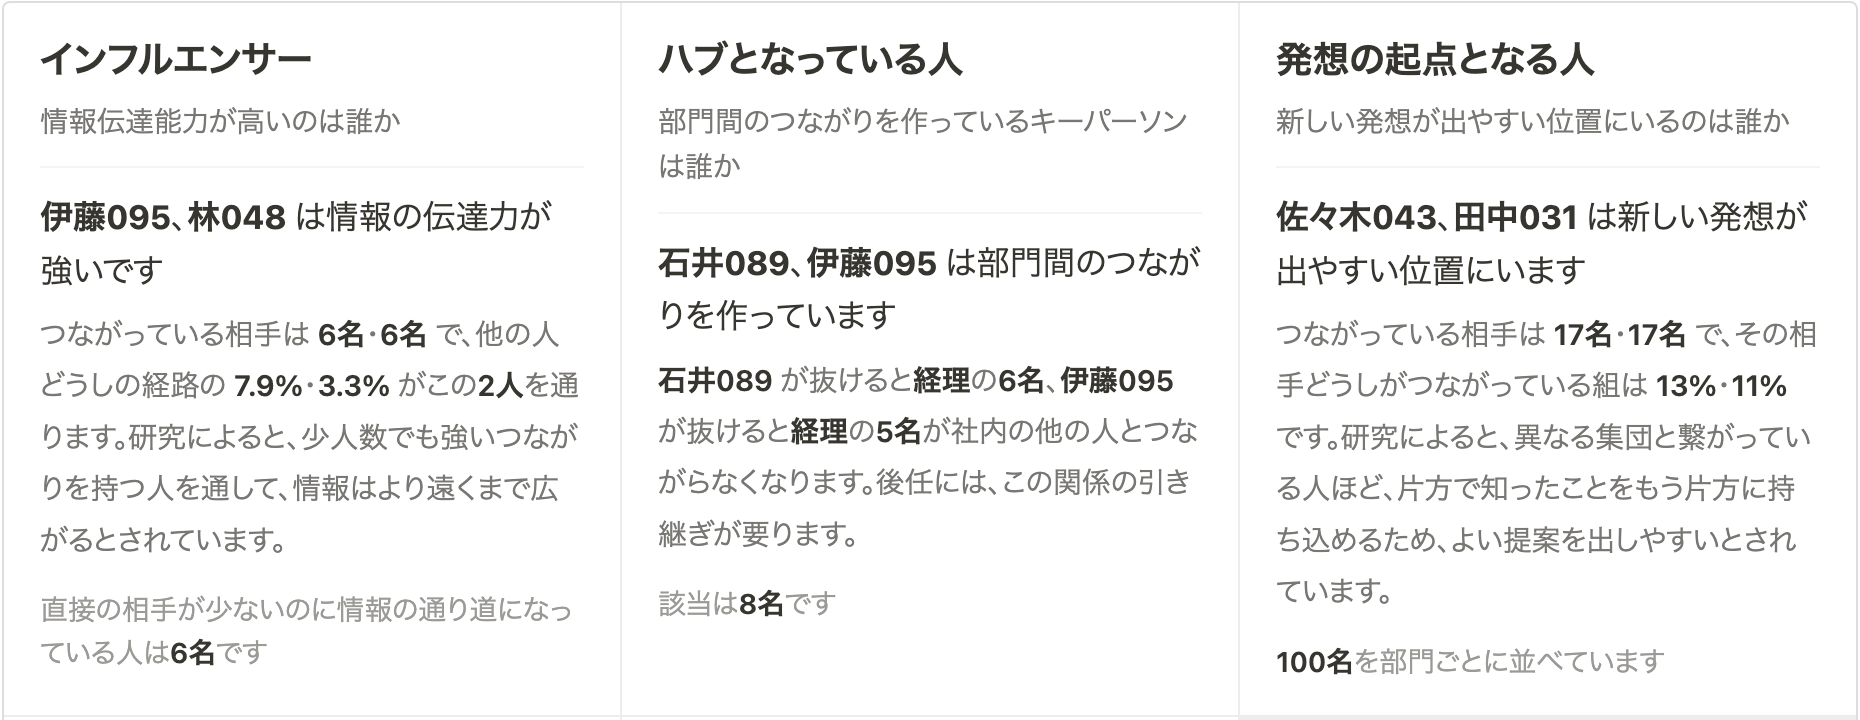 インフルエンサー
情報伝達能力が高いのは誰か
伊藤095、林048 は情報の伝達力が
強いです
つながっている相手は 6名·6名 で、他の人
どうしの経路の 7.9%·3.3% がこの2人を通
ります。研究によると、少人数でも強いつなが
りを持つ人を通して、情報はより遠くまで広
がるとされています。
直接の相手が少ないのに情報の通り道になっ
ている人は6名です
ハブとなっている人
部門間のつながりを作っているキーパーソン
は誰か
石井089、伊藤095 は部門間のつなが
りを作っています
石井089 が抜けると経理の6名、伊藤095
が抜けると経理の5名が社内の他の人とつな
がらなくなります。後任には、この関係の引き
継ぎが要ります。
該当は8名です
発想の起点となる人
新しい発想が出やすい位置にいるのは誰か
佐々木043、田中031 は新しい発想が
出やすい位置にいます
つながっている相手は 17名·17名 で、その相
手どうしがつながっている組は 13%·11%
です。研究によると、異なる集団と繋がってい
る人ほど、片方で知ったことをもう片方に持
ち込めるため、よい提案を出しやすいとされ
ています。
100名を部門ごとに並べています